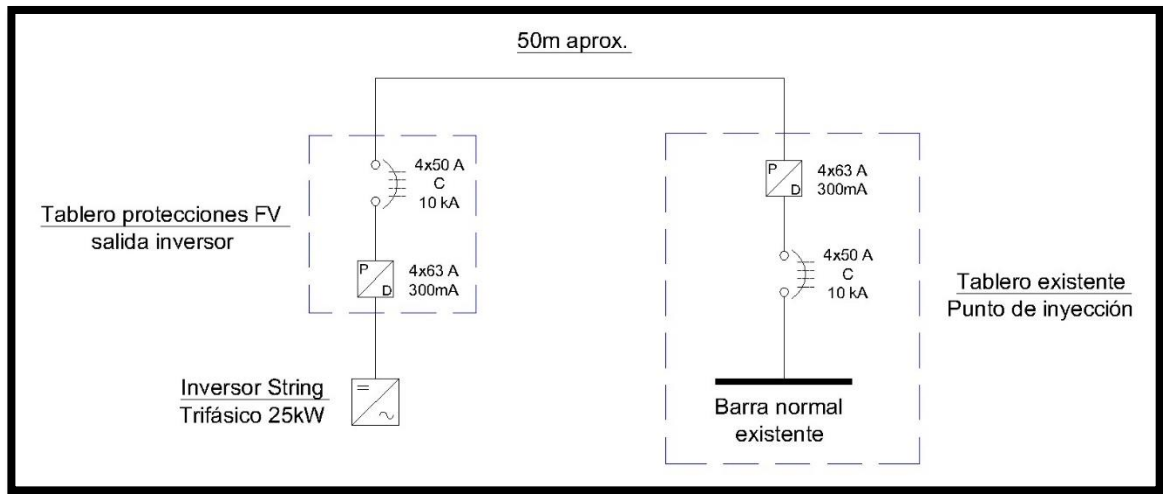 50m aprox.
Tablero protecciones FV
salida inversor
4x50 A
C
10 kA
P
D
4x63 A
300mA
Inversor String
Trifásico 25kW
P
D
4x63 A
300mA
4x50 A
C
10 kA
Barra normal
existente
Tablero existente
Punto de inyección